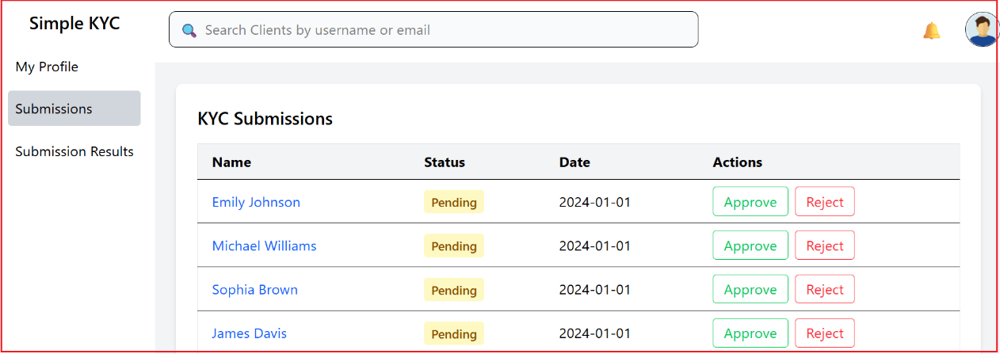 Simple KYC
Search Clients by username or email
My Profile
Submissions
Submission Results
KYC Submissions
Name Status Date Actions
Emily Johnson Pending 2024-01-01 Approve Reject
Michael Williams Pending 2024-01-01 Approve Reject
Sophia Brown Pending 2024-01-01 Approve Reject
James Davis Pending 2024-01-01 Approve Reject